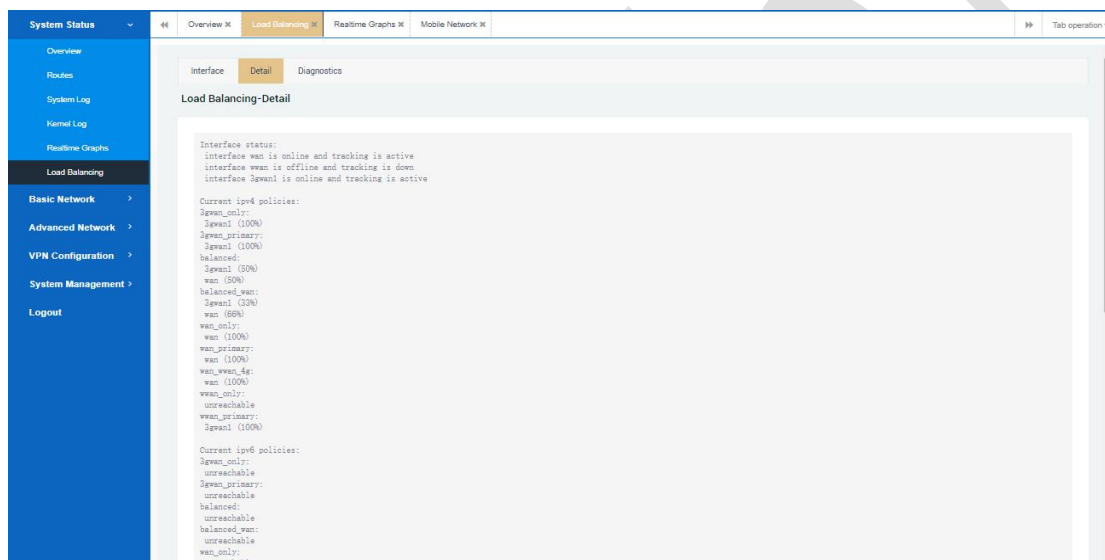 System Status
Overview
Load Balancing
Realtime Graphs
Mobile Network
Tab operation
Overview
Routes
System Log
Kernel Log
Realtime Graphs
Load Balancing
Basic Network
Advanced Network
VPN Configuration
System Management
Logout
Interface
Detail
Diagnostics
Load Balancing-Detail
Interface status:
interface wan is online and tracking is active
interface wwan is offline and tracking is down
interface 3gwan1 is online and tracking is active
Current ipv4 policies:
3gwan_only:
3gwan1 (100%)
3gwan_primary:
3gwan1 (100%)
balanced:
3gwan1 (50%)
wan (50%)
balanced_wan:
3gwan1 (33%)
wan (66%)
wan_only:
wan (100%)
wan_primary:
wan (100%)
wan_wwan_4g:
wan (100%)
wwan_only:
unreachable
wwan_primary:
3gwan1 (100%)
Current ipv6 policies:
3gwan_only:
unreachable
3gwan_primary:
unreachable
balanced:
unreachable
balanced_wan:
unreachable
wan_only: